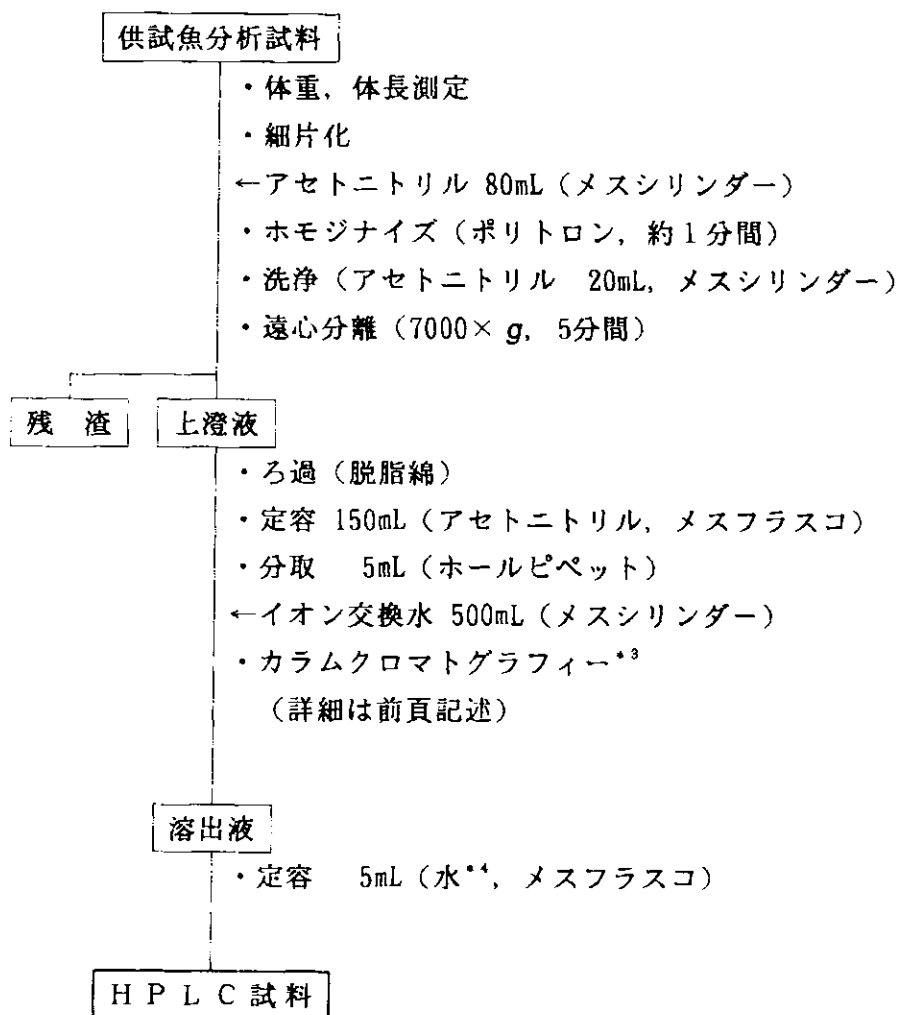 供試魚分析試料
・体重，体長測定
・細片化
←アセトニトリル 80mL（メスシリンダー）
・ホモジナイズ（ポリトロン，約１分間）
・洗浄（アセトニトリル　20mL，メスシリンダー）
・遠心分離（7000× g，5分間）
残　渣　上澄液
・ろ過（脱脂綿）
・定容 150mL（アセトニトリル，メスフラスコ）
・分取　5mL（ホールピペット）
←イオン交換水 500mL（メスシリンダー）
・カラムクロマトグラフィー*3
（詳細は前頁記述）
溶出液
・定容　5mL（水*4，メスフラスコ）
ＨＰＬＣ試料